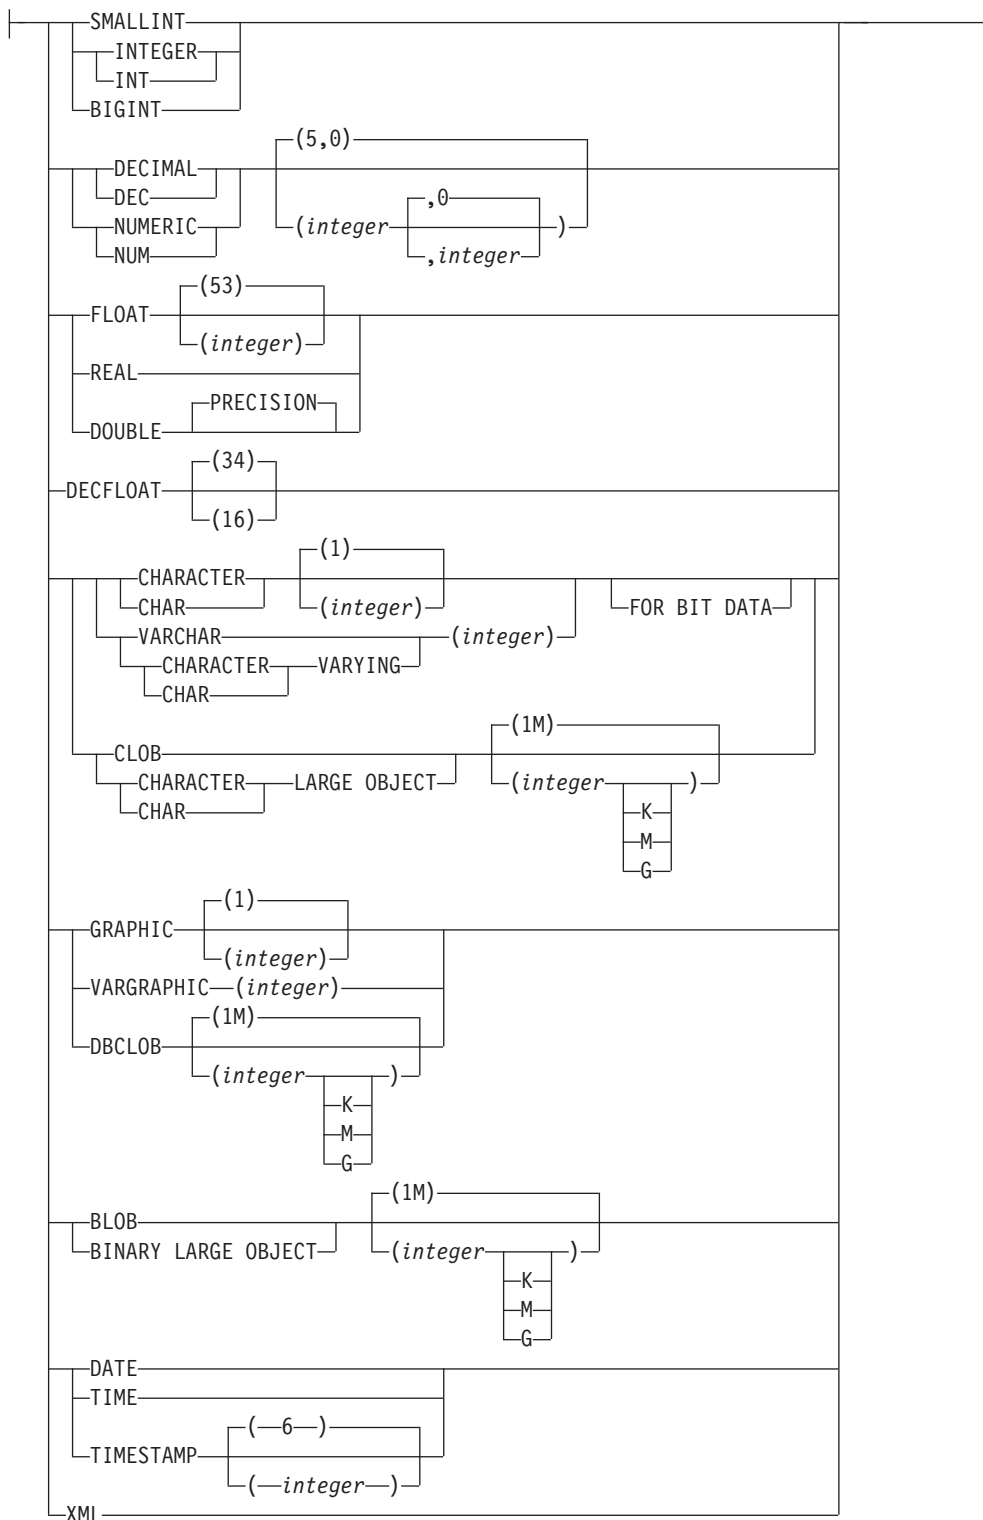 SMALLINT
INTEGER
INT
BIGINT
(5,0)
DECIMAL
DEC
NUMERIC (integer ,0 )
NUM ,integer
(53)
FLOAT
(integer)
REAL
PRECISION
DOUBLE
(34)
DECFLOAT
(16)
(1)
CHARACTER
CHAR (integer) FOR BIT DATA
VARCHAR (integer)
CHARACTER VARYING
CHAR
(1M)
CLOB
CHARACTER LARGE OBJECT (integer )
CHAR K
M
G
(1)
GRAPHIC
(integer)
VARGRAPHIC (integer)
(1M)
DBCLOB
(integer )
K
M
G
(1M)
BLOB
BINARY LARGE OBJECT (integer )
K
M
G
DATE
TIME
( 6 )
TIMESTAMP
( integer )
XML